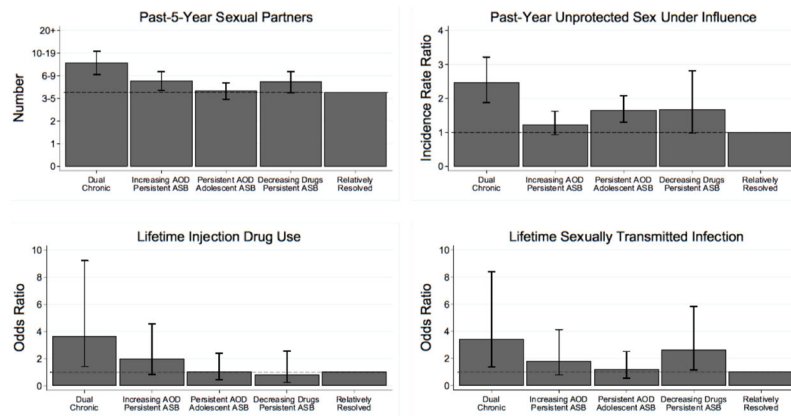 Past-5-Year Sexual Partners
Number
20+
10-19
6-9
3-5
2
1
0
Dual Chronic
Increasing AOD Persistent ASB
Persistent AOD Adolescent ASB
Decreasing Drugs Persistent ASB
Relatively Resolved
Past-Year Unprotected Sex Under Influence
Incidence Rate Ratio
4
3
2
1
0
Dual Chronic
Increasing AOD Persistent ASB
Persistent AOD Adolescent ASB
Decreasing Drugs Persistent ASB
Relatively Resolved
Lifetime Injection Drug Use
Odds Ratio
10
8
6
4
2
0
Dual Chronic
Increasing AOD Persistent ASB
Persistent AOD Adolescent ASB
Decreasing Drugs Persistent ASB
Relatively Resolved
Lifetime Sexually Transmitted Infection
Odds Ratio
10
8
6
4
2
0
Dual Chronic
Increasing AOD Persistent ASB
Persistent AOD Adolescent ASB
Decreasing Drugs Persistent ASB
Relatively Resolved